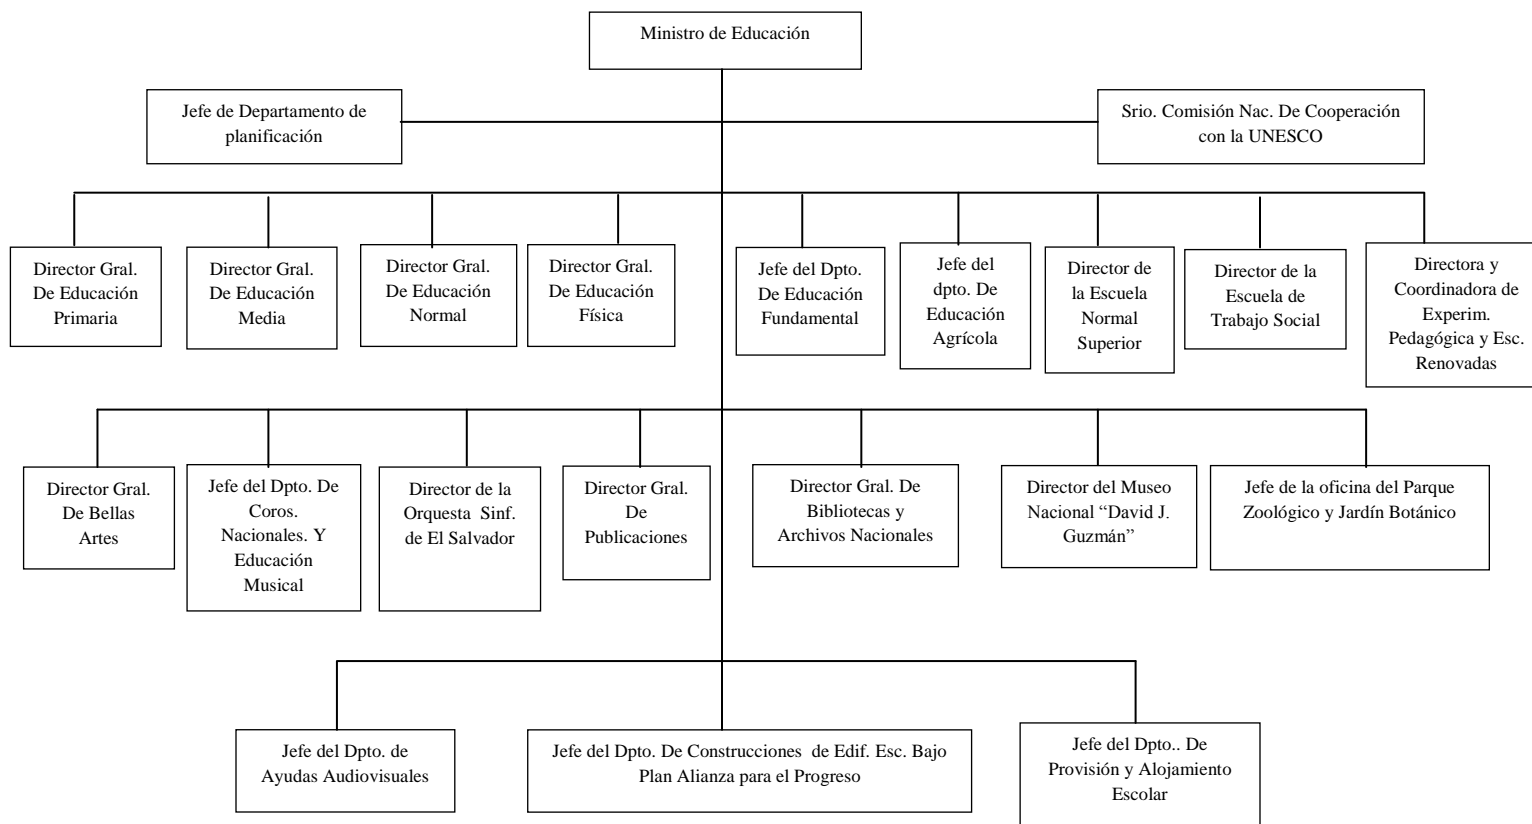 Ministro de Educación
Jefe de Departamento de
planificación
Srio. Comisión Nac. De Cooperación
con la UNESCO
Director Gral.
De Educación
Primaria
Director Gral.
De Educación
Media
Director Gral.
De Educación
Normal
Director Gral.
De Educación
Física
Jefe del Dpto.
De Educación
Fundamental
Jefe del
dpto. De
Educación
Agrícola
Director de
la Escuela
Normal
Superior
Director de la
Escuela de
Trabajo Social
Directora y
Coordinadora de
Experim.
Pedagógica y Esc.
Renovadas
Director Gral.
De Bellas
Artes
Jefe del Dpto. De
Coros.
Nacionales. Y
Educación
Musical
Director de la
Orquesta Sinf.
de El Salvador
Director Gral.
De
Publicaciones
Director Gral. De
Bibliotecas y
Archivos Nacionales
Director del Museo
Nacional “David J.
Guzmán”
Jefe de la oficina del Parque
Zoológico y Jardín Botánico
Jefe del Dpto. de
Ayudas Audiovisuales
Jefe del Dpto. De Construcciones de Edif. Esc. Bajo
Plan Alianza para el Progreso
Jefe del Dpto.. De
Provisión y Alojamiento
Escolar